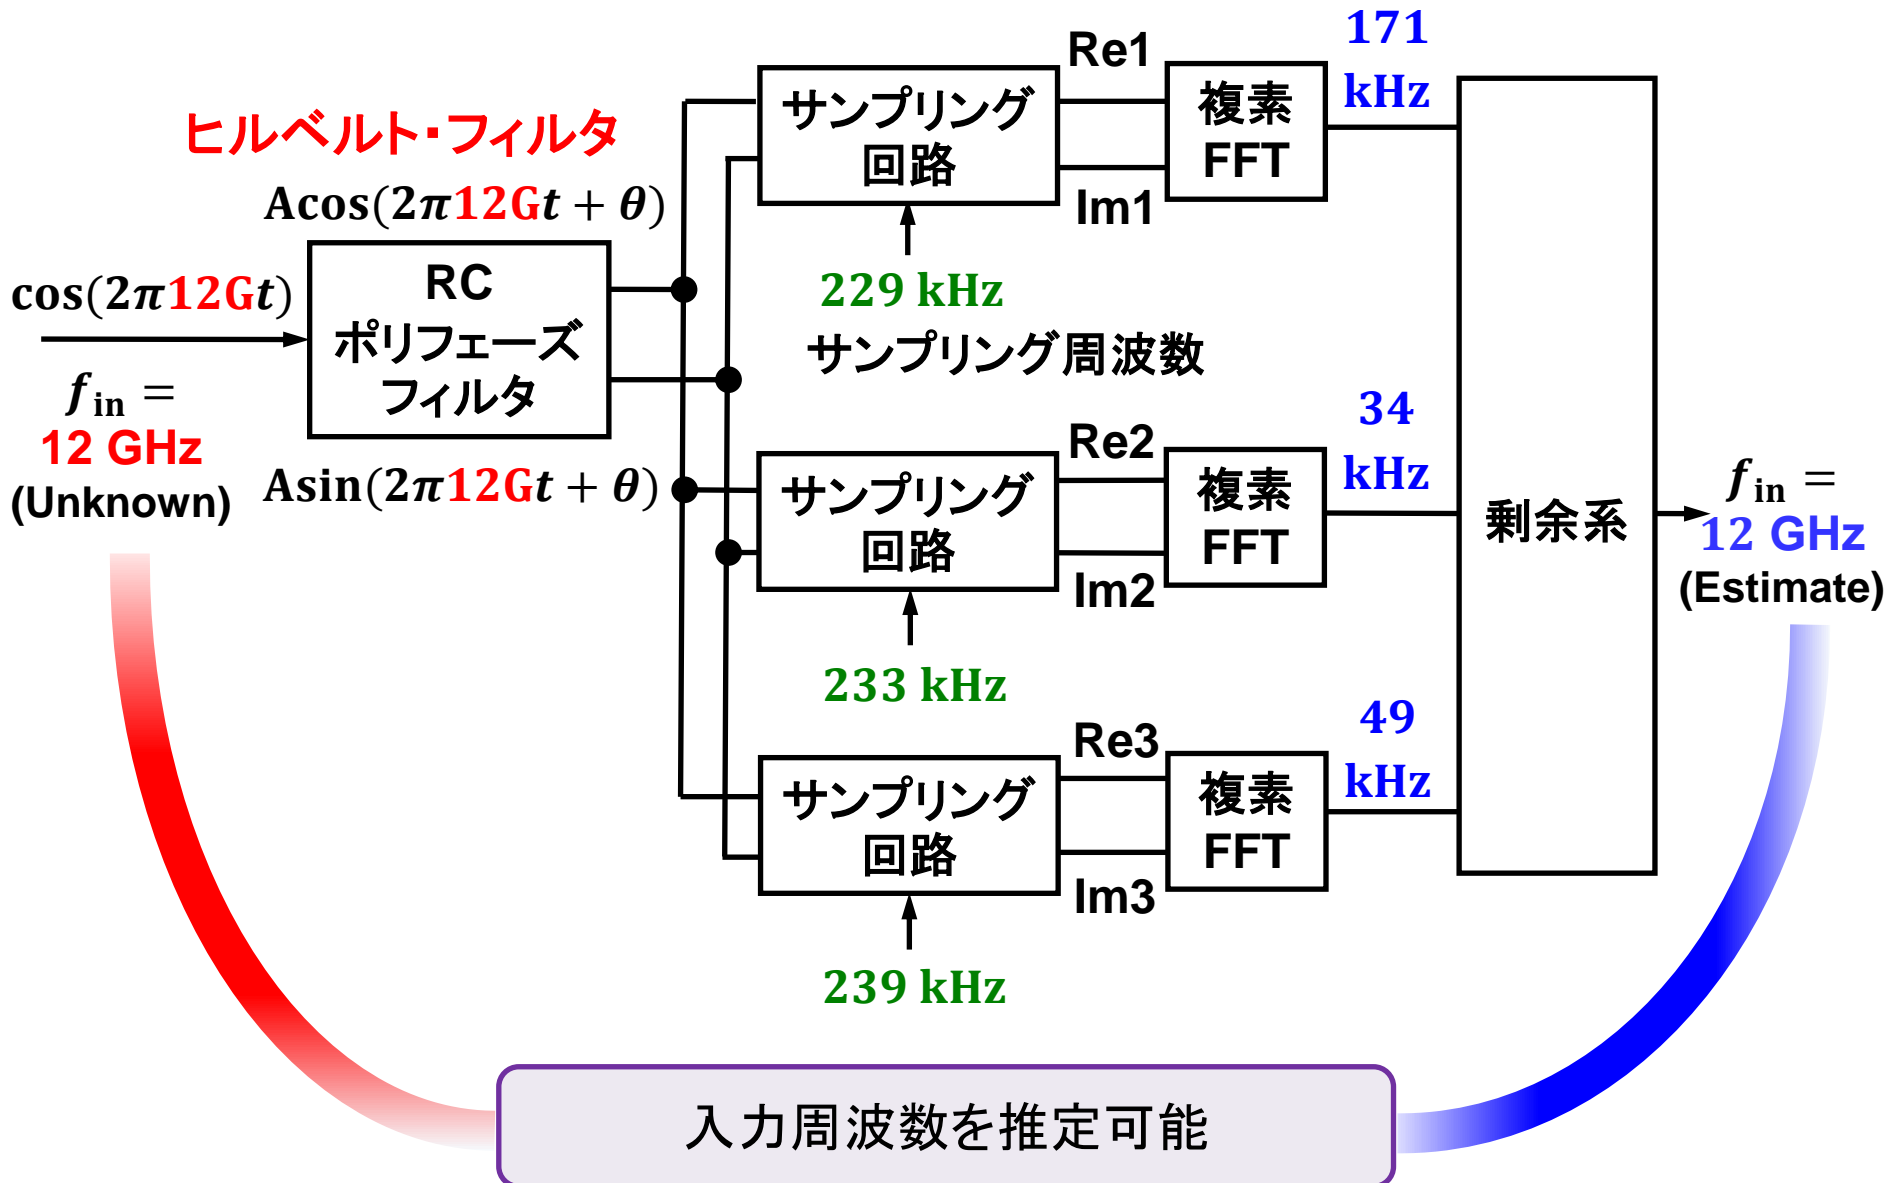 ヒルベルト・フィルタ
Acos(2π12Gt + θ)
cos(2π12Gt)
f_in =
12 GHz
(Unknown)
RC
ポリフェーズ
フィルタ
Asin(2π12Gt + θ)
サンプリング
回路
Re1
Im1
229 kHz
サンプリング周波数
複素
FFT
171
kHz
サンプリング
回路
Re2
Im2
233 kHz
複素
FFT
34
kHz
サンプリング
回路
Re3
Im3
239 kHz
複素
FFT
49
kHz
剰余系
f_in =
12 GHz
(Estimate)
入力周波数を推定可能